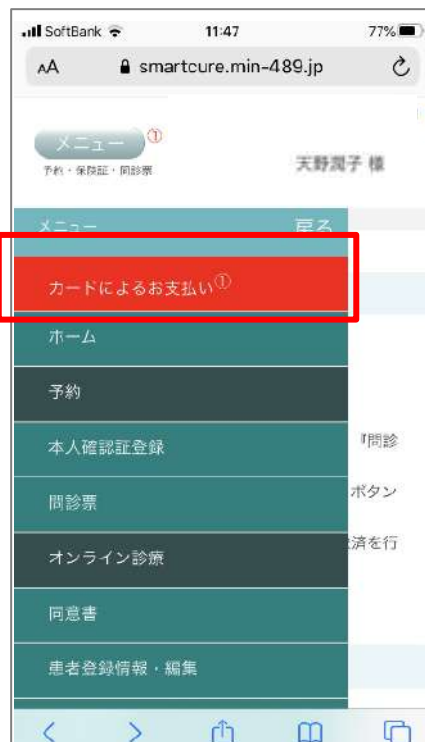 SoftBank 11:47 77%
AA smartcure.min-489.jp
メニュー ①
予約・保険証・問診票
天野潤子 様
メニュー 戻る
カードによるお支払い①
ホーム
予約
本人確認証登録
『問診
問診票
ボタン
オンライン診療
済を行
同意書
患者登録情報・編集